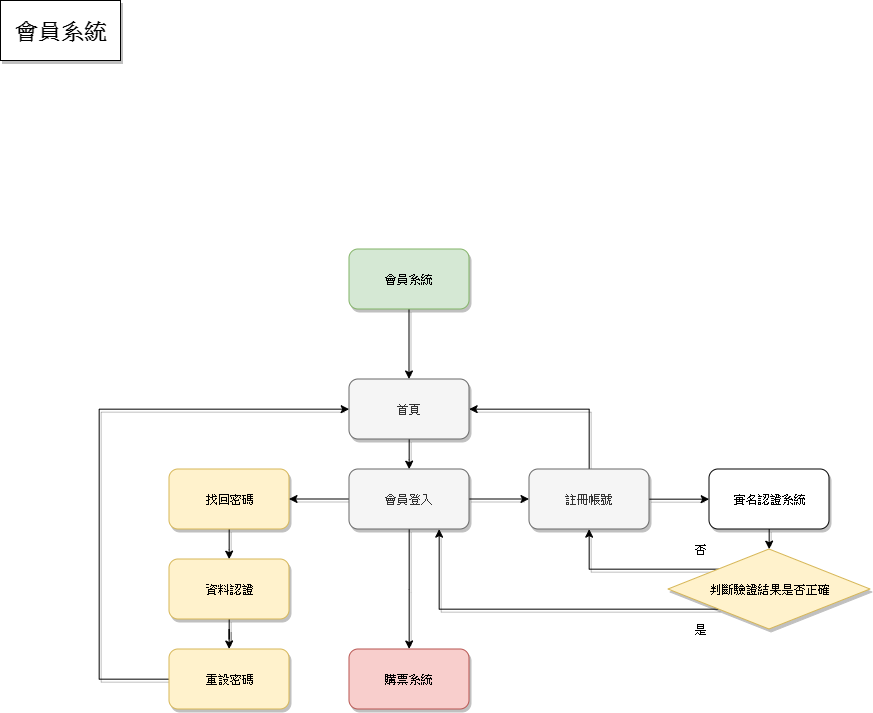 會員系統
會員系統
首頁
找回密碼
會員登入
註冊帳號
實名認證系統
否
資料認證
判斷驗證結果是否正確
是
重設密碼
購票系統